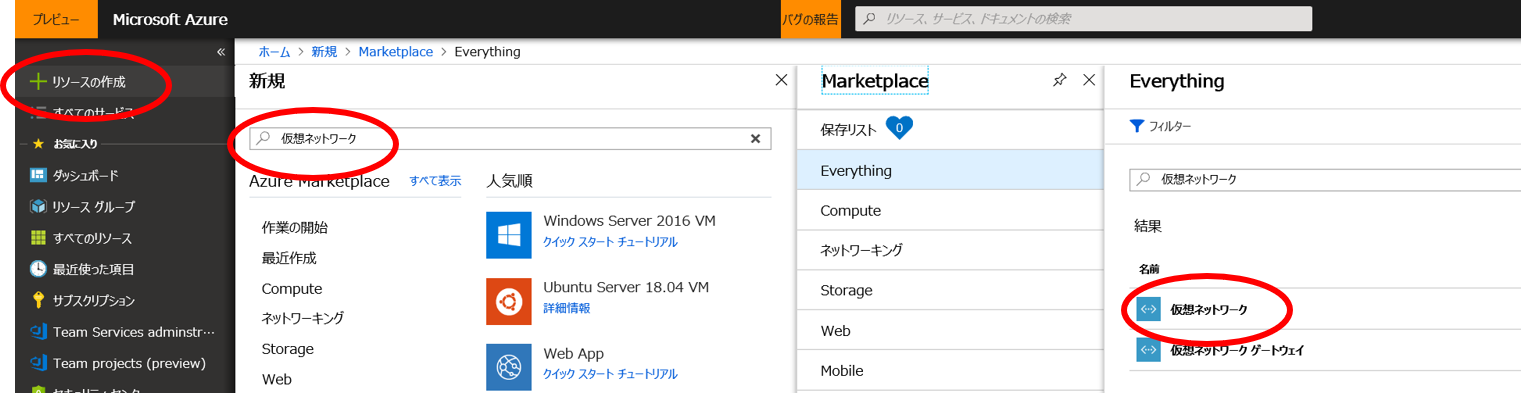 プレビュー
Microsoft Azure
バグの報告
リソース、サービス、ドキュメントの検索
«
ホーム > 新規 > Marketplace > Everything
リソースの作成
すべてのサービス
お気に入り
ダッシュボード
リソース グループ
すべてのリソース
最近使った項目
サブスクリプション
Team Services adminstr···
Team projects (preview)
セキュリティ センター
新規
仮想ネットワーク
Azure Marketplace
すべて表示
人気順
作業の開始
最近作成
Compute
ネットワーキング
Storage
Web
Windows Server 2016 VM
クイック スタート チュートリアル
Ubuntu Server 18.04 VM
詳細情報
Web App
クイック スタート チュートリアル
Marketplace
保存リスト
0
Everything
Compute
ネットワーキング
Storage
Web
Mobile
Everything
フィルター
仮想ネットワーク
結果
名前
仮想ネットワーク
仮想ネットワーク ゲートウェイ